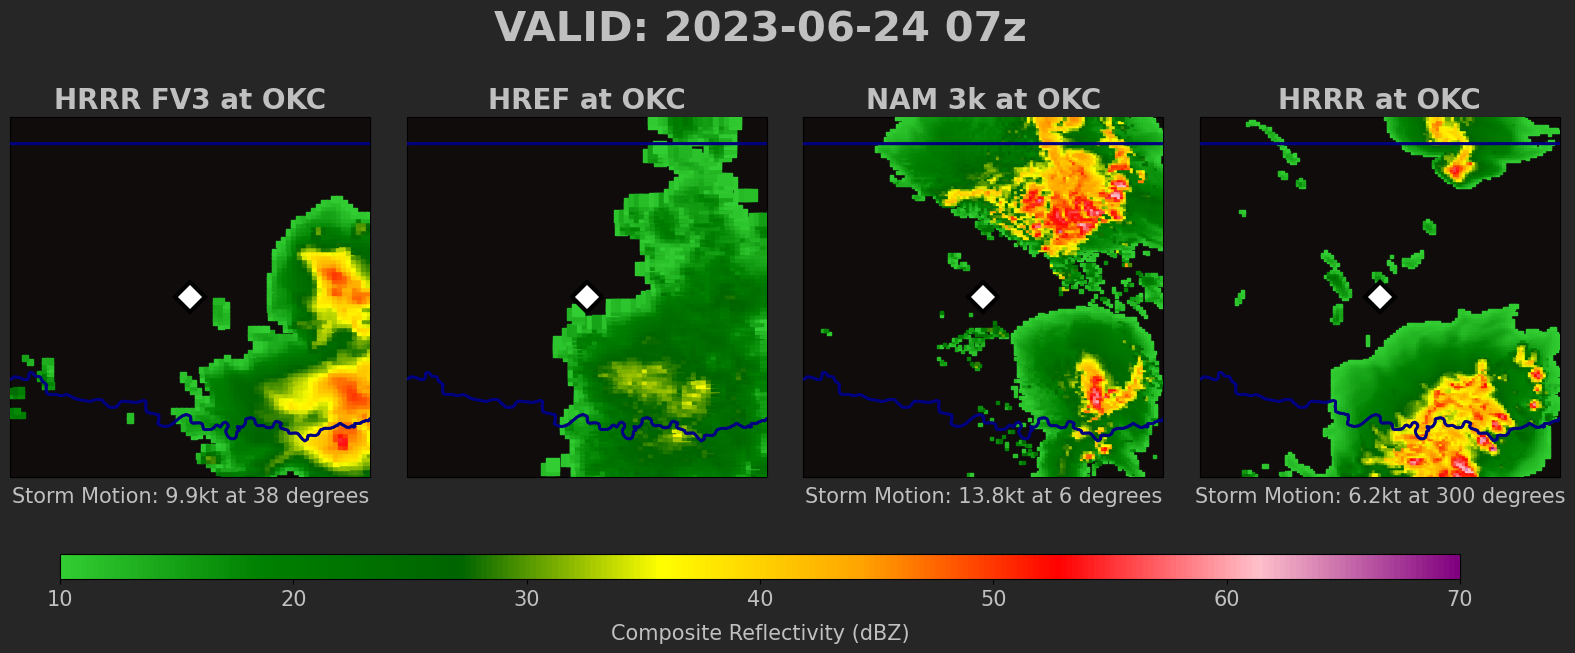 VALID: 2023-06-24 07z
HRRR FV3 at OKC
HREF at OKC
NAM 3k at OKC
HRRR at OKC
Storm Motion: 9.9kt at 38 degrees
Storm Motion: 13.8kt at 6 degrees
Storm Motion: 6.2kt at 300 degrees
10 20 30 40 50 60 70
Composite Reflectivity (dBZ)